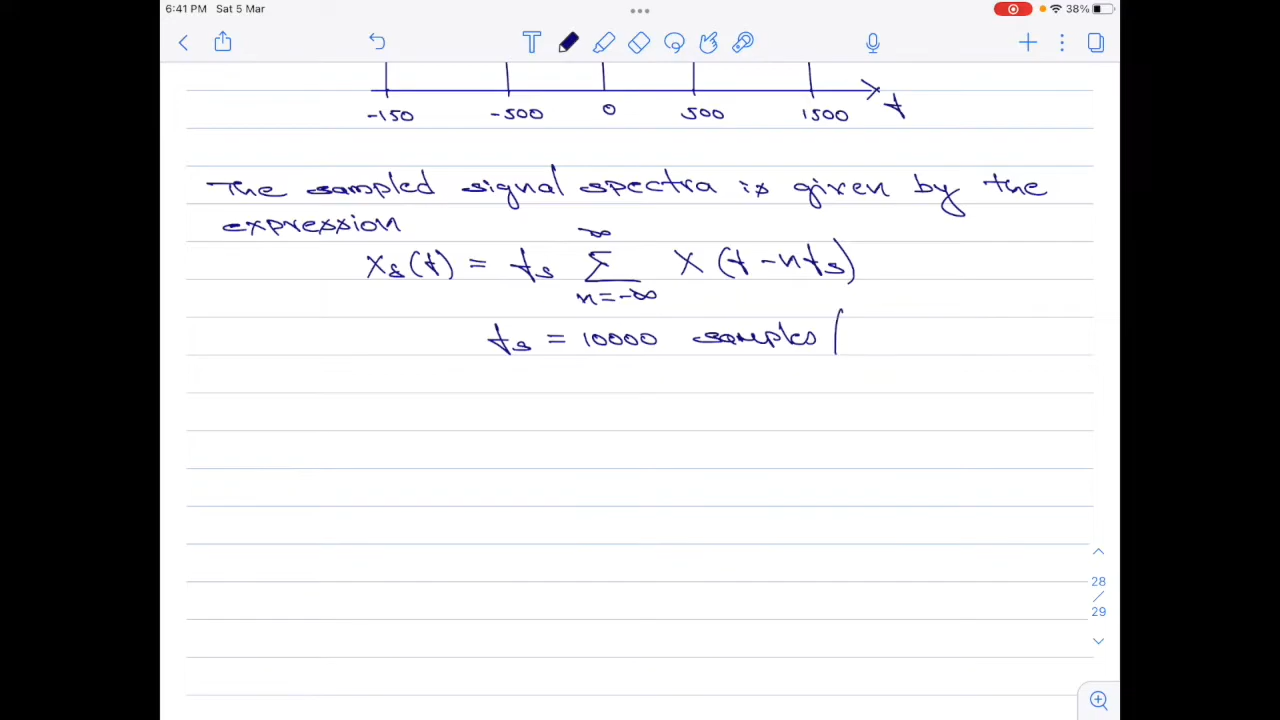 6:41 PM Sat 5 Mar
38%
T
-150 -500 0 500 1500 f
The sampled signal spectra is given by the
expression
Xs(f) = fs ∑ n=-∞ ∞ X (f - nfs)
fs = 10000 samples (
28
/
29